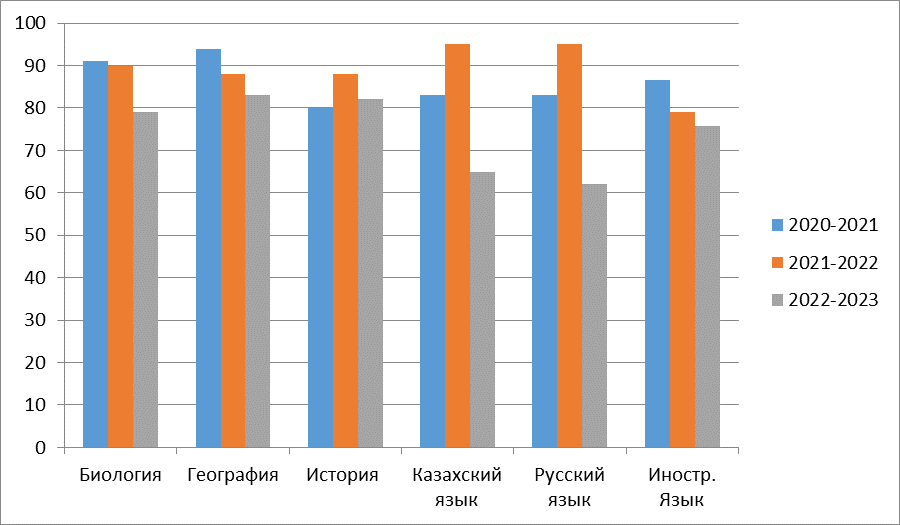 100
90
80
70
60
50
40
30
20
10
0
Биология
География
История
Казахский
язык
Русский
язык
Иностр.
Язык
2020-2021
2021-2022
2022-2023